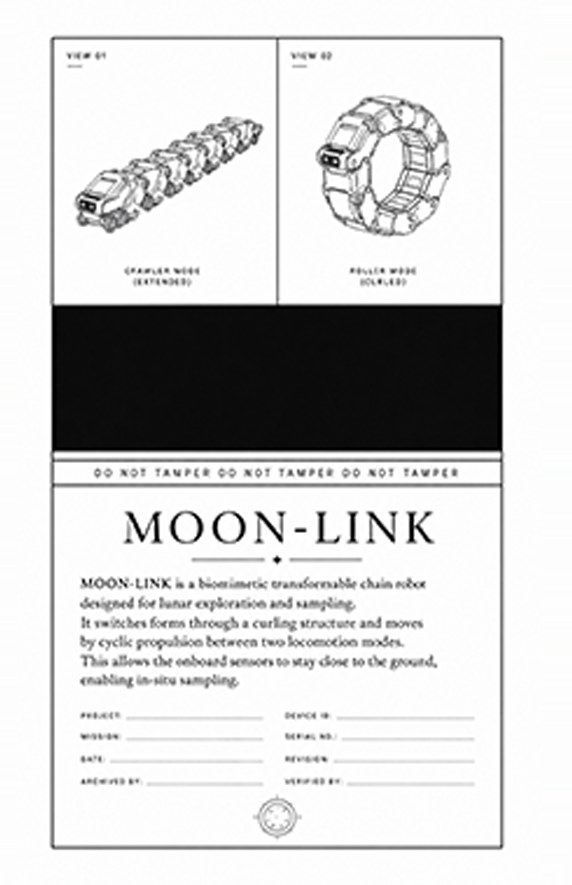 VIEW 01
VIEW 02
CRAWLER MODE
(EXTENDED)
ROLLER MODE
(CURLED)
DO NOT TAMPER DO NOT TAMPER DO NOT TAMPER
MOON-LINK
MOON-LINK is a biomimetic transformable chain robot
designed for lunar exploration and sampling.
It switches forms through a curling structure and moves
by cyclic propulsion between two locomotion modes.
This allows the onboard sensors to stay close to the ground,
enabling in-situ sampling.
PROJECT:
DEVICE ID:
MISSION:
SERIAL NO.:
DATE:
REVISION:
ARCHIVED BY:
VERIFIED BY: